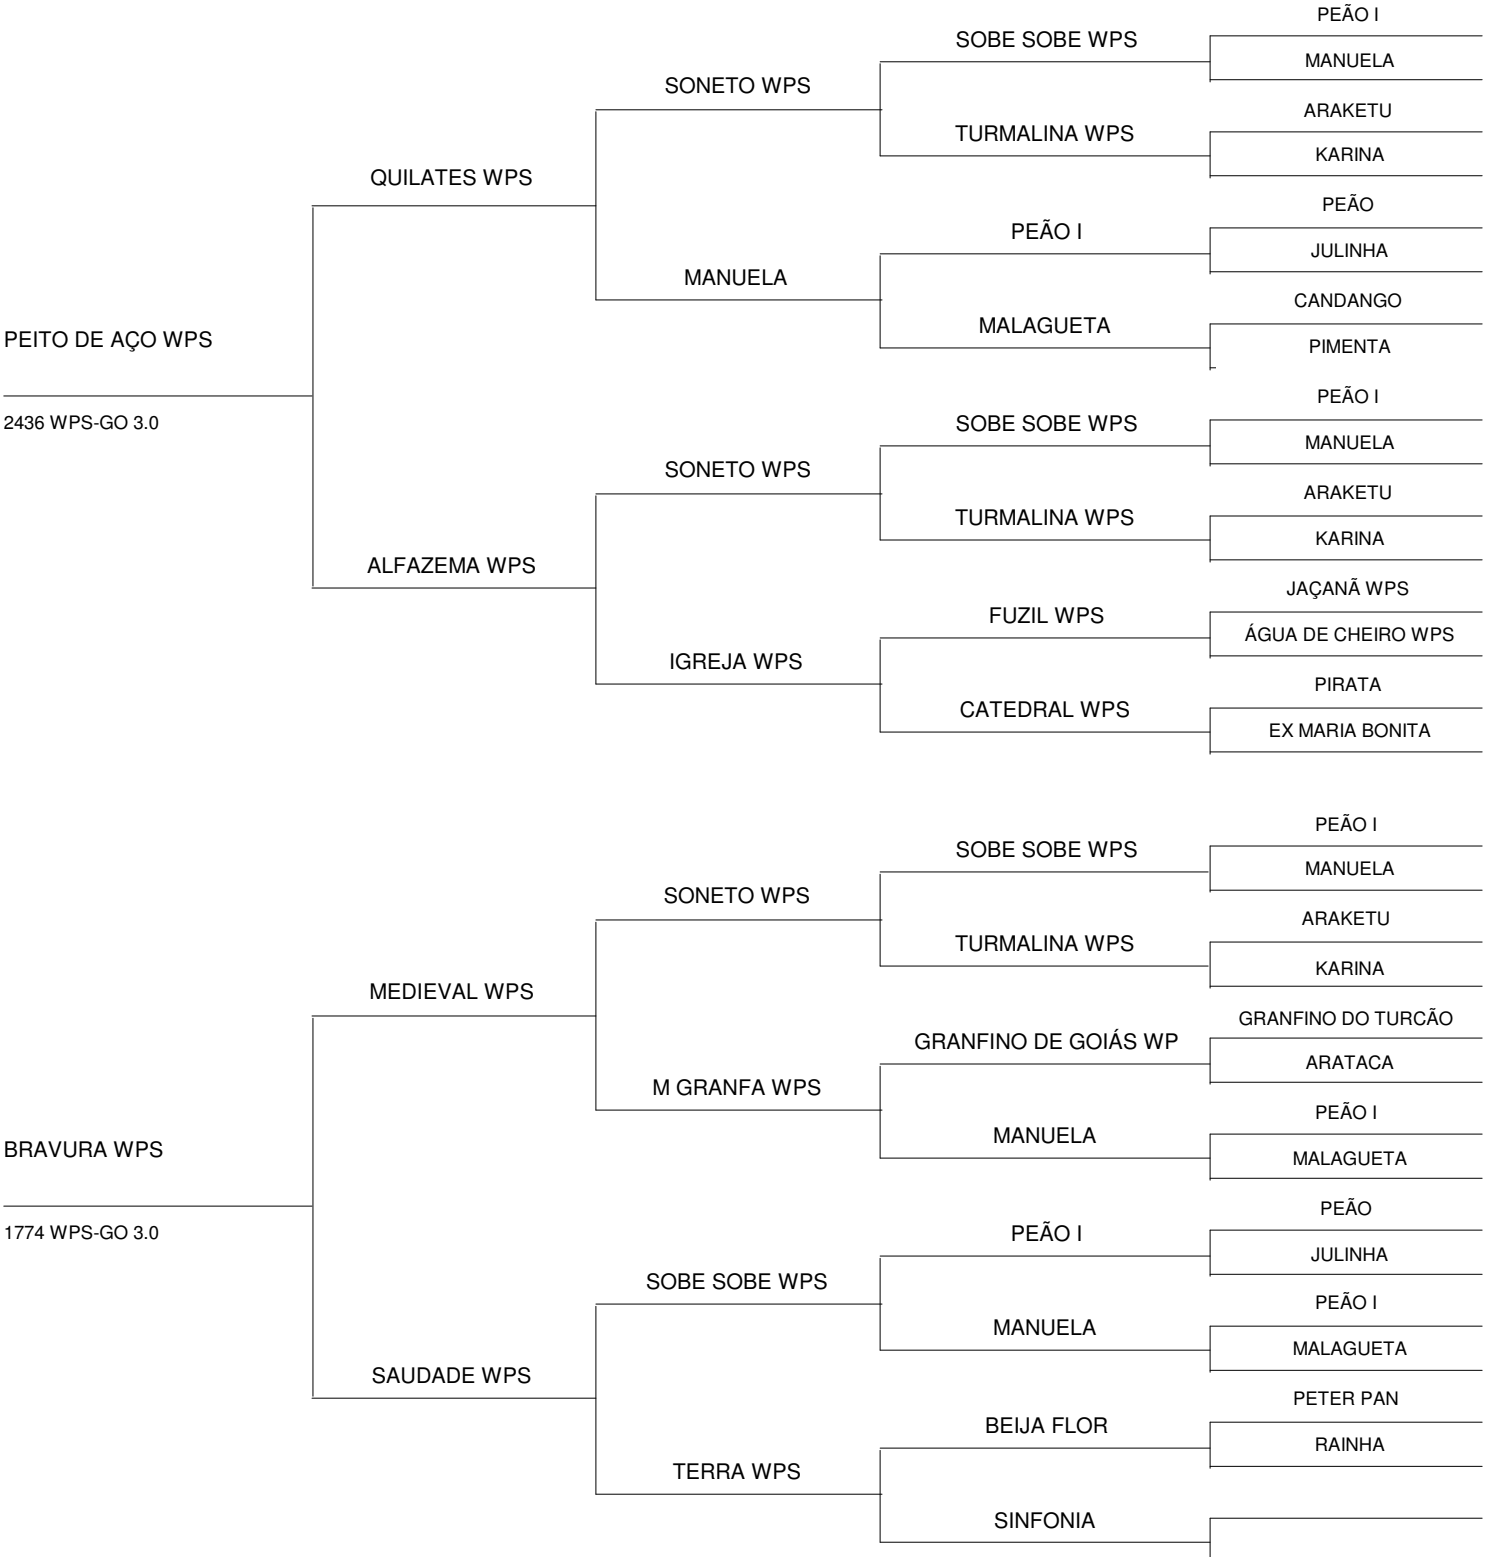 PEÃO I
SOBE SOBE WPS
MANUELA
SONETO WPS
ARAKETU
TURMALINA WPS
KARINA
QUILATES WPS
PEÃO
PEÃO I
JULINHA
MANUELA
CANDANGO
MALAGUETA
PIMENTA
PEITO DE AÇO WPS
2436 WPS-GO 3.0
PEÃO I
SOBE SOBE WPS
MANUELA
SONETO WPS
ARAKETU
TURMALINA WPS
KARINA
ALFAZEMA WPS
JAÇANÃ WPS
FUZIL WPS
ÁGUA DE CHEIRO WPS
IGREJA WPS
PIRATA
CATEDRAL WPS
EX MARIA BONITA
PEÃO I
SOBE SOBE WPS
MANUELA
SONETO WPS
ARAKETU
TURMALINA WPS
KARINA
MEDIEVAL WPS
GRANFINO DO TURCÃO
GRANFINO DE GOIÁS WP
ARATACA
M GRANFA WPS
PEÃO I
MANUELA
MALAGUETA
BRAVURA WPS
1774 WPS-GO 3.0
PEÃO
PEÃO I
JULINHA
SOBE SOBE WPS
PEÃO I
MANUELA
MALAGUETA
SAUDADE WPS
PETER PAN
BEIJA FLOR
RAINHA
TERRA WPS
SINFONIA